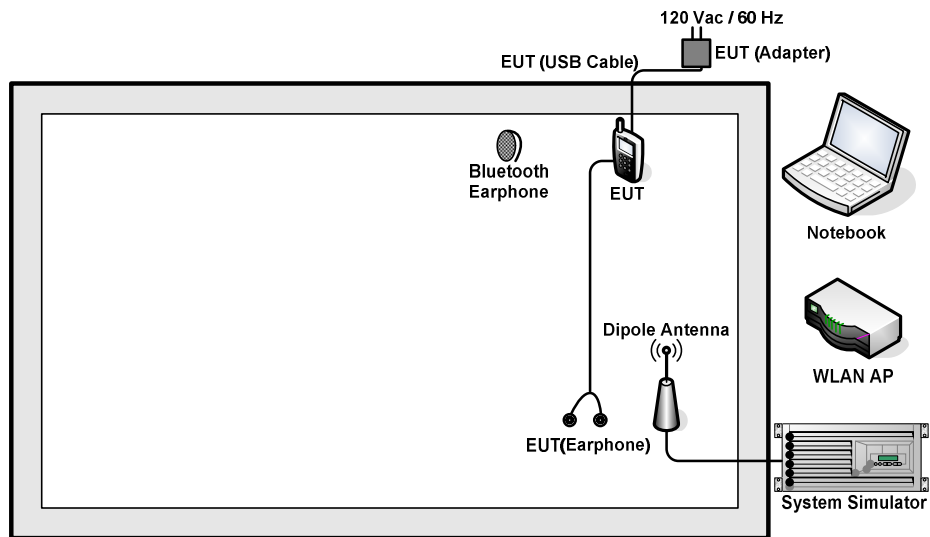 120 Vac / 60 Hz
EUT (USB Cable)
EUT (Adapter)
Bluetooth
Earphone
EUT
Notebook
Dipole Antenna
WLAN AP
EUT(Earphone)
System Simulator